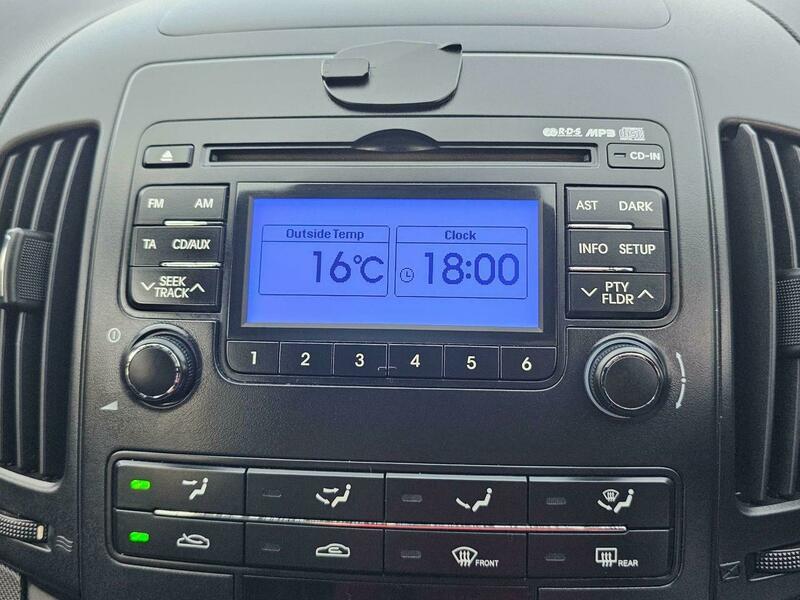 R·D·S MP3 disc
CD-IN
FM AM
AST DARK
TA CD/AUX
INFO SETUP
SEEK
TRACK
PTY
FLDR
Outside Temp
16°C
Clock
18:00
1 2 3 4 5 6
FRONT
REAR